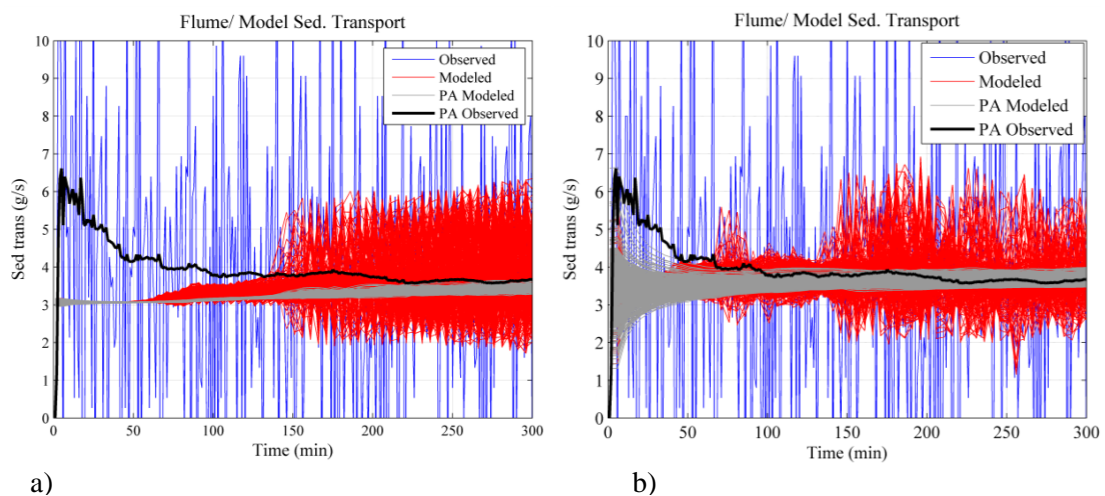 Flume/ Model Sed. Transport
10
9
8
7
6
5
4
3
2
1
0
Sed trans (g/s)
0 50 100 150 200 250 300
Time (min)
Observed
Modeled
PA Modeled
PA Observed
a)
Flume/ Model Sed. Transport
10
9
8
7
6
5
4
3
2
1
0
Sed trans (g/s)
0 50 100 150 200 250 300
Time (min)
Observed
Modeled
PA Modeled
PA Observed
b)